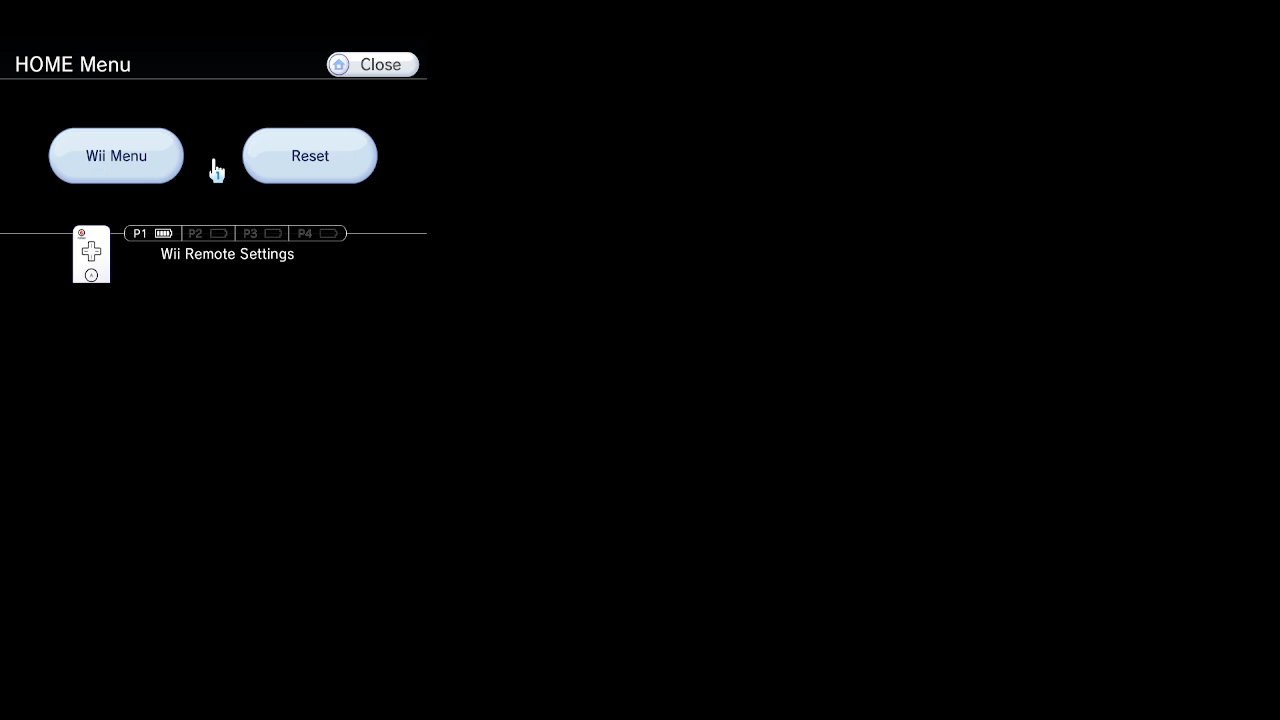 HOME Menu
Close
Wii Menu
Reset
P1 P2 P3 P4
Wii Remote Settings